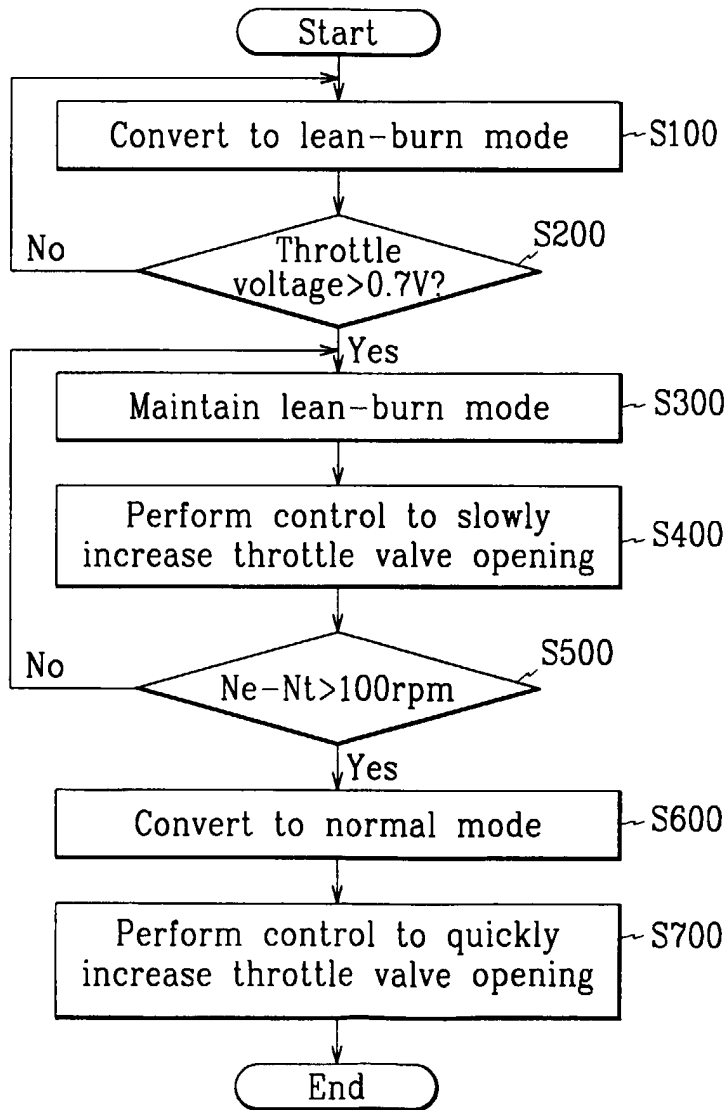 Start
Convert to lean-burn mode
S100
Throttle
voltage>0.7V?
S200
No
Yes
Maintain lean-burn mode
S300
Perform control to slowly
increase throttle valve opening
S400
Ne-Nt>100rpm
S500
No
Yes
Convert to normal mode
S600
Perform control to quickly
increase throttle valve opening
S700
End